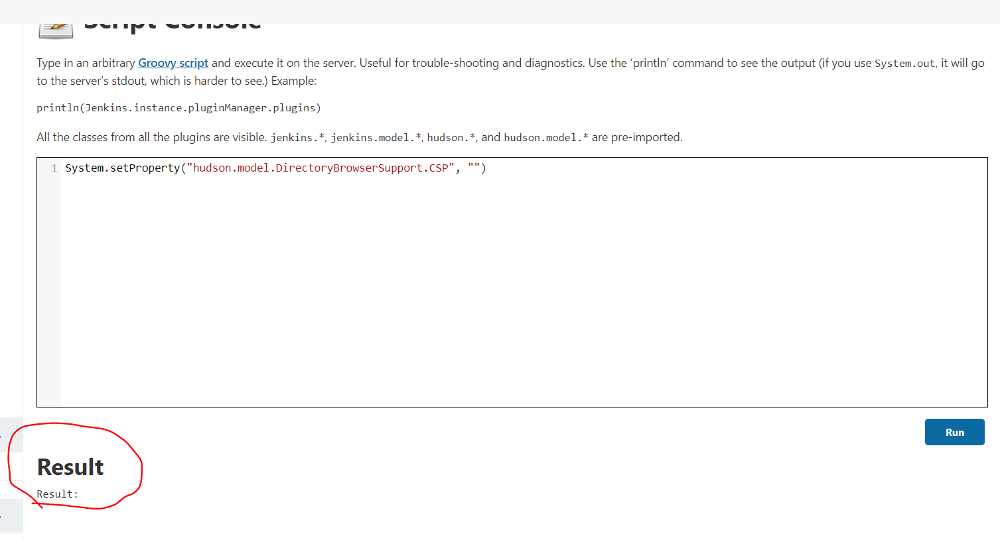 Script Console
Type in an arbitrary Groovy script and execute it on the server. Useful for trouble-shooting and diagnostics. Use the ‘println’ command to see the output (if you use System.out, it will go
to the server’s stdout, which is harder to see.) Example:
println(Jenkins.instance.pluginManager.plugins)
All the classes from all the plugins are visible. jenkins.*, jenkins.model.*, hudson.*, and hudson.model.* are pre-imported.
1 System.setProperty("hudson.model.DirectoryBrowserSupport.CSP", "")
Run
Result
Result: